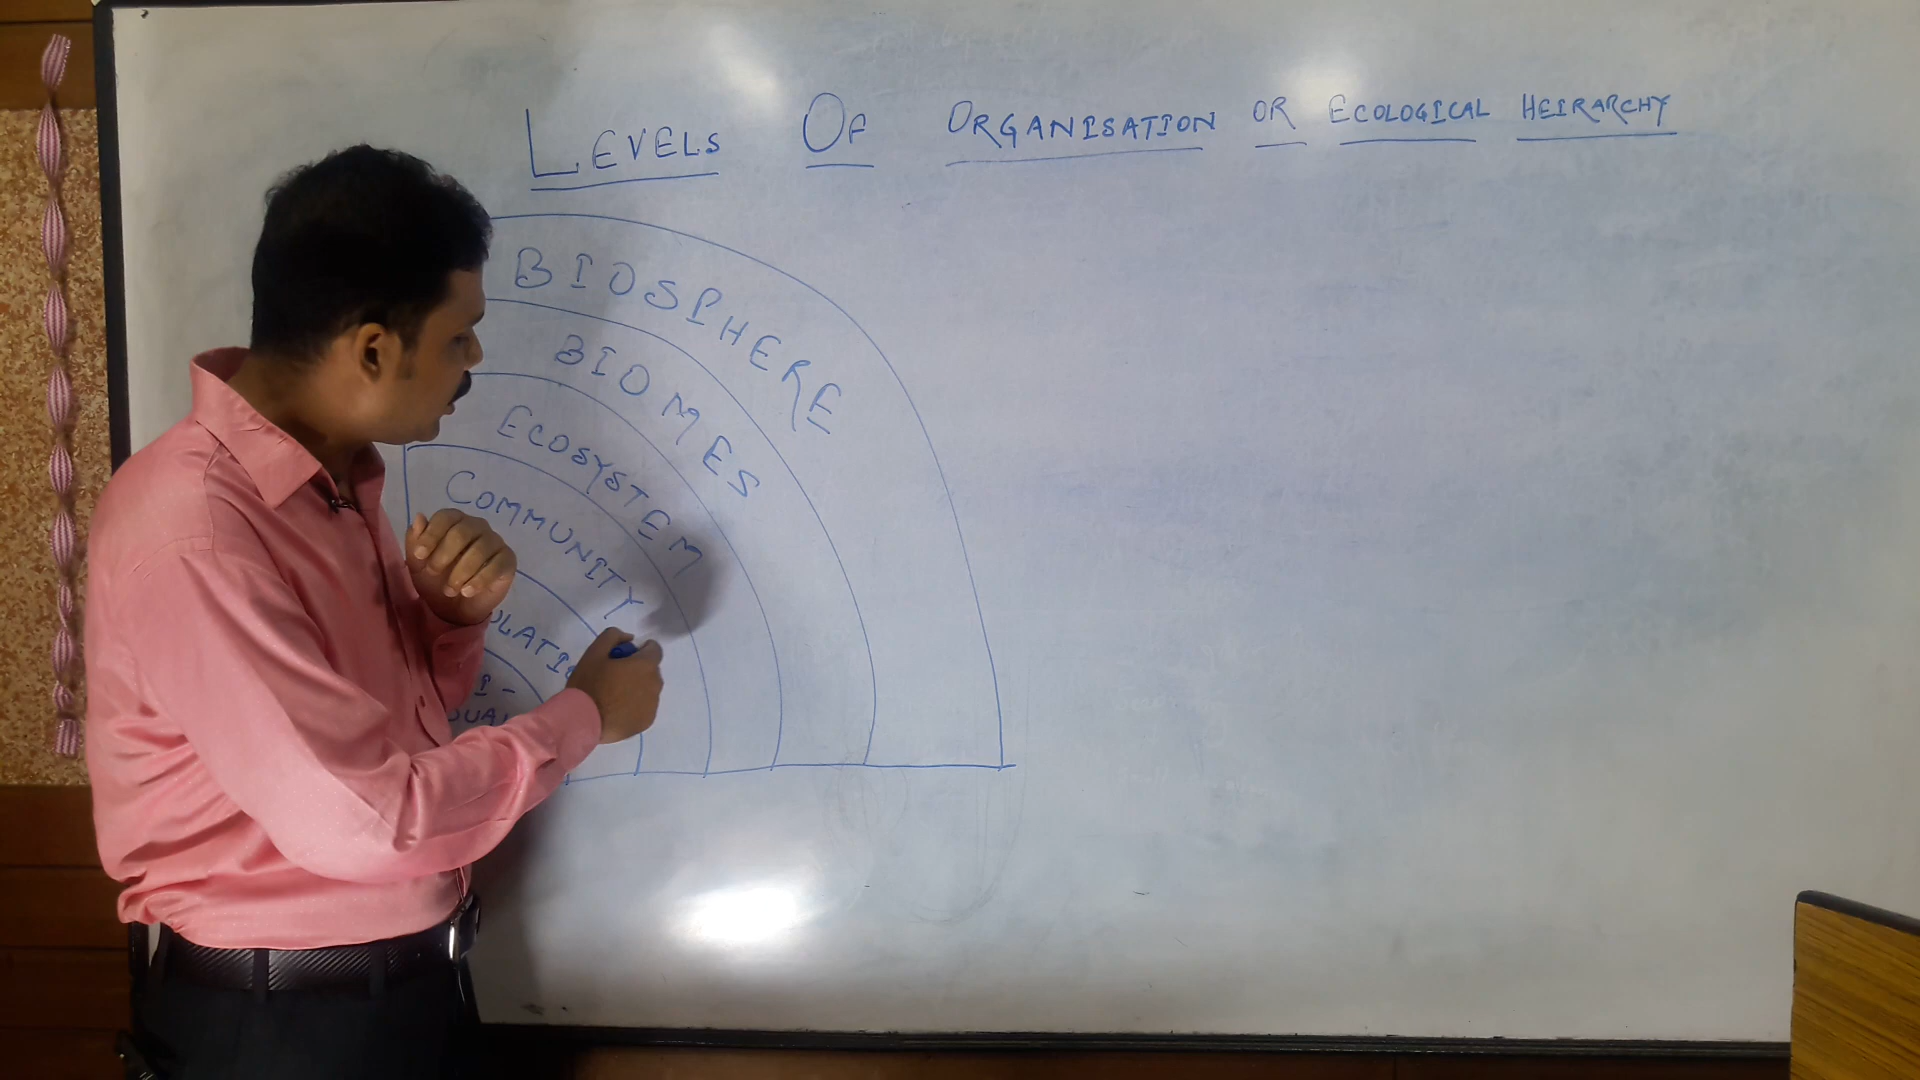 LEVELS OF ORGANISATION OR ECOLOGICAL HEIRARCHY
BIOSPHERE
BIOMES
ECOSYSTEM
COMMUNITY